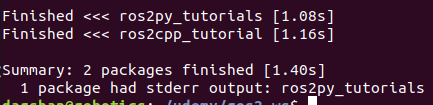 Finished <<< ros2py_tutorials [1.08s]
Finished <<< ros2cpp_tutorial [1.16s]
Summary: 2 packages finished [1.40s]
1 package had stderr output: ros2py_tutorials